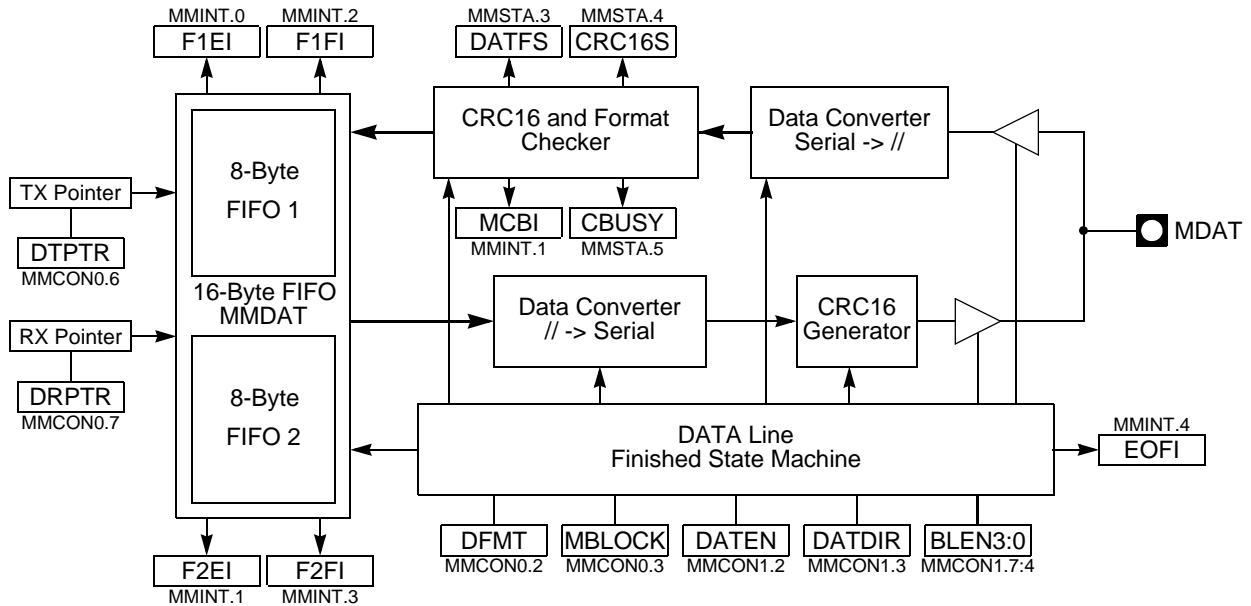 MMINT.0
MMINT.2
MMSTA.3
MMSTA.4
F1EI
F1FI
DATFS
CRC16S
8-Byte
FIFO 1
CRC16 and Format
Checker
Data Converter
Serial -> //
TX Pointer
DTPTR
MMCON0.6
MCBI
MMINT.1
CBUSY
MMSTA.5
MDAT
16-Byte FIFO
MMDAT
Data Converter
// -> Serial
CRC16
Generator
RX Pointer
DRPTR
MMCON0.7
8-Byte
FIFO 2
DATA Line
Finished State Machine
MMINT.4
EOFI
DFMT
MMCON0.2
MBLOCK
MMCON0.3
DATEN
MMCON1.2
DATDIR
MMCON1.3
BLEN3:0
MMCON1.7:4
F2EI
MMINT.1
F2FI
MMINT.3